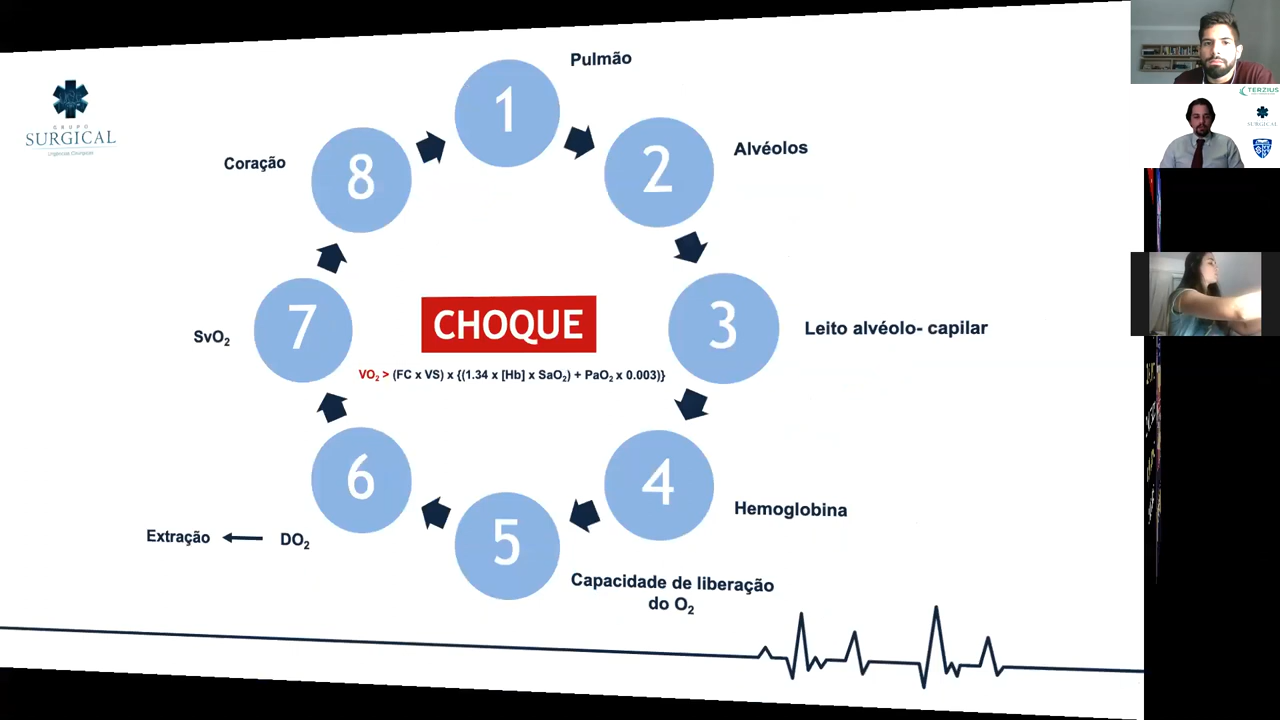 Pulmão
1
GRUPO
SURGICAL
Urgências Cirúrgicas
Coração
8
2
Alvéolos
TERZIUS
SURGICAL
7
SvO₂
CHOQUE
3
Leito alvéolo- capilar
VO₂ > (FC x VS) x {(1.34 x [Hb] x SaO₂) + PaO₂ x 0.003)}
6
4
Hemoglobina
Extração
DO₂
5
Capacidade de liberação
do O₂